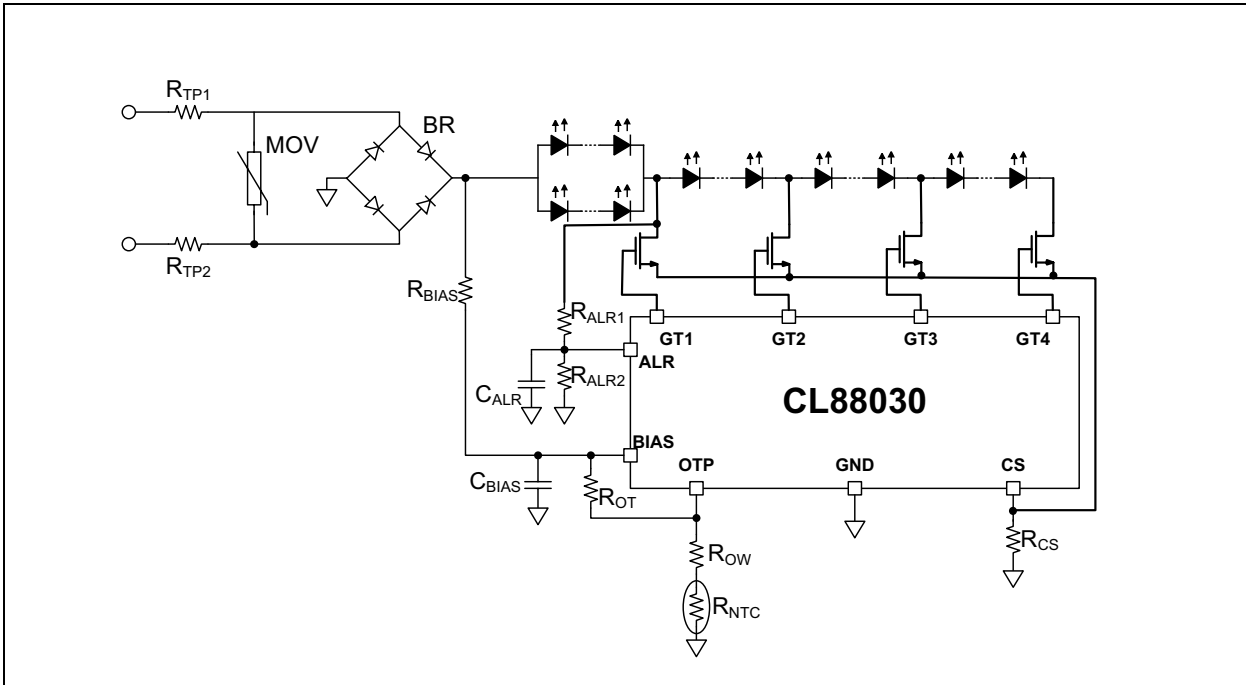 RTP1
MOV
BR
RTP2
RBIAS
RALR1
GT1
GT2
GT3
GT4
ALR
RALR2
CALR
CL88030
BIAS
OTP
GND
CS
CBIAS
ROT
RCS
ROW
RNTC